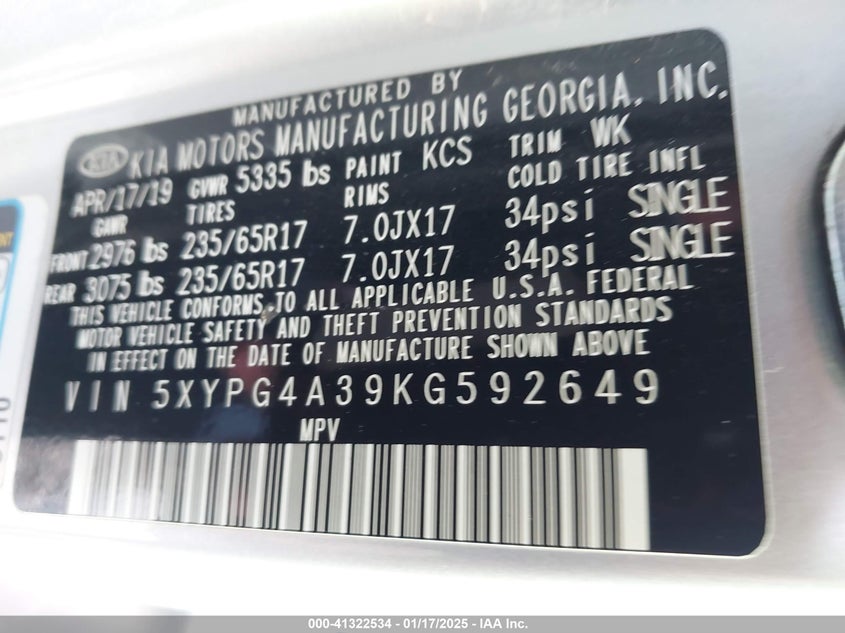 MANUFACTURED BY
KIA KIA MOTORS MANUFACTURING GEORGIA, INC.
APR/17/19 GVWR 5335 lbs PAINT KCS TRIM WK
GAWR TIRES RIMS COLD TIRE INFL
FRONT 2976 lbs 235/65R17 7.0JX17 34psi SINGLE
REAR 3075 lbs 235/65R17 7.0JX17 34psi SINGLE
THIS VEHICLE CONFORMS TO ALL APPLICABLE U.S.A. FEDERAL
MOTOR VEHICLE SAFETY AND THEFT PREVENTION STANDARDS
IN EFFECT ON THE DATE OF MANUFACTURE SHOWN ABOVE
VIN 5XYPG4A39KG592649
MPV
000-41322534 - 01/17/2025 - IAA Inc.